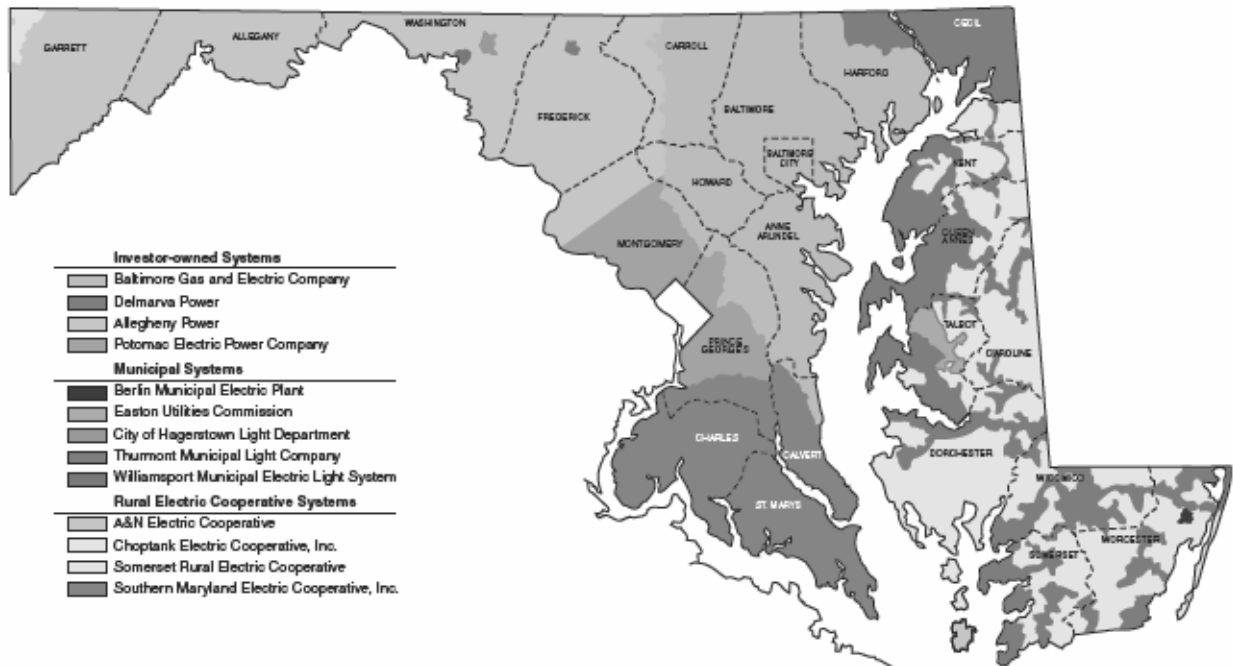 GARRETT
ALLEGANY
WASHINGTON
FREDERICK
CARROLL
BALTIMORE
HARFORD
CECIL
BALTIMORE
CITY
HOWARD
MONTGOMERY
ANNE
ARUNDEL
PRINCE
GEORGES
CHARLES
CALVERT
ST. MARYS
KENT
QUEEN
ANNES
TALBOT
CAROLINE
DORCHESTER
WICOMICO
SOMERSET
WORCESTER
Investor-owned Systems
Baltimore Gas and Electric Company
Delmarva Power
Allegheny Power
Potomac Electric Power Company
Municipal Systems
Berlin Municipal Electric Plant
Easton Utilities Commission
City of Hagerstown Light Department
Thurmont Municipal Light Company
Williamsport Municipal Electric Light System
Rural Electric Cooperative Systems
A&N Electric Cooperative
Choptank Electric Cooperative, Inc.
Somerset Rural Electric Cooperative
Southern Maryland Electric Cooperative, Inc.